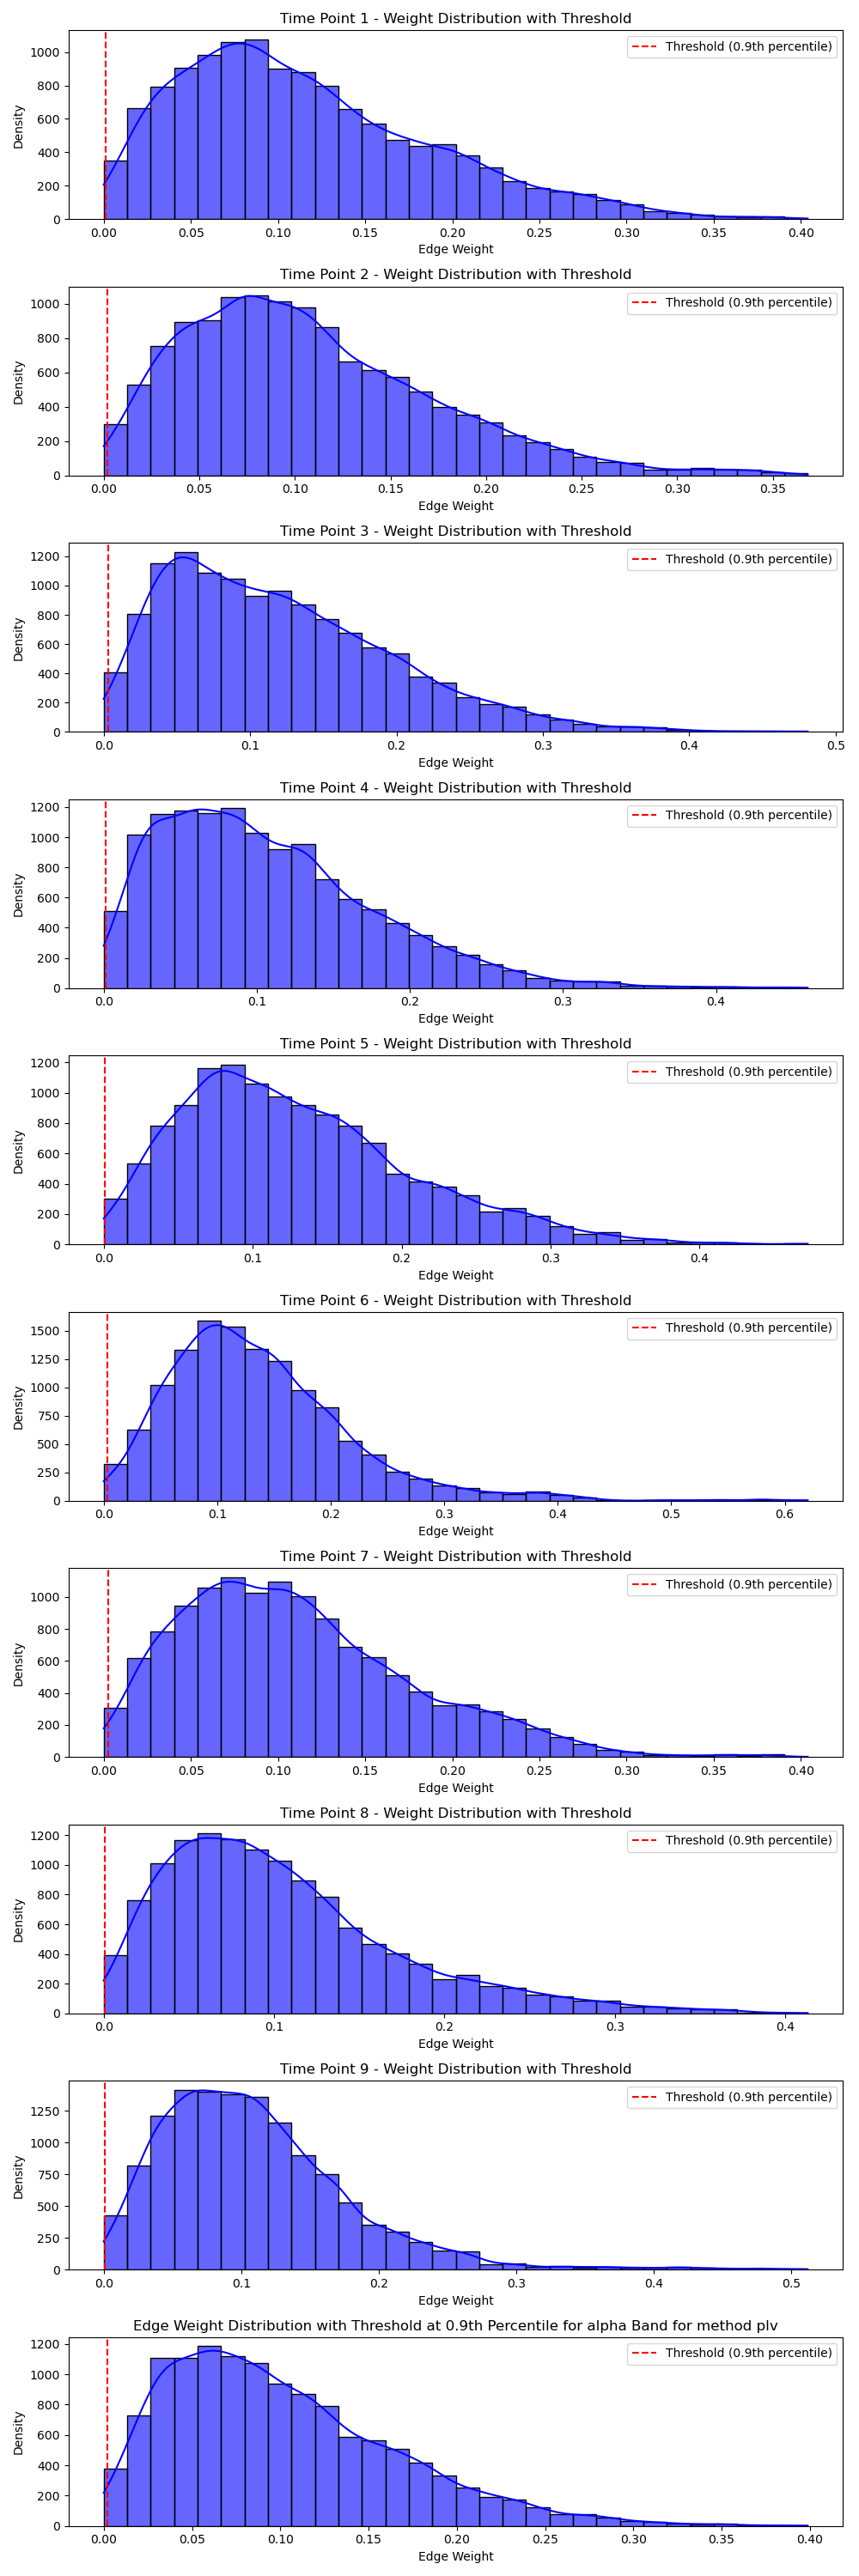 Time Point 1 - Weight Distribution with Threshold
Threshold (0.9th percentile)
Density
1000
800
600
400
200
0
0.00 0.05 0.10 0.15 0.20 0.25 0.30 0.35 0.40
Edge Weight
Time Point 2 - Weight Distribution with Threshold
Threshold (0.9th percentile)
Density
1000
800
600
400
200
0
0.00 0.05 0.10 0.15 0.20 0.25 0.30 0.35
Edge Weight
Time Point 3 - Weight Distribution with Threshold
Threshold (0.9th percentile)
Density
1200
1000
800
600
400
200
0
0.0 0.1 0.2 0.3 0.4 0.5
Edge Weight
Time Point 4 - Weight Distribution with Threshold
Threshold (0.9th percentile)
Density
1200
1000
800
600
400
200
0
0.0 0.1 0.2 0.3 0.4
Edge Weight
Time Point 5 - Weight Distribution with Threshold
Threshold (0.9th percentile)
Density
1200
1000
800
600
400
200
0
0.0 0.1 0.2 0.3 0.4
Edge Weight
Time Point 6 - Weight Distribution with Threshold
Threshold (0.9th percentile)
Density
1500
1250
1000
750
500
250
0
0.0 0.1 0.2 0.3 0.4 0.5 0.6
Edge Weight
Time Point 7 - Weight Distribution with Threshold
Threshold (0.9th percentile)
Density
1000
800
600
400
200
0
0.00 0.05 0.10 0.15 0.20 0.25 0.30 0.35 0.40
Edge Weight
Time Point 8 - Weight Distribution with Threshold
Threshold (0.9th percentile)
Density
1200
1000
800
600
400
200
0
0.0 0.1 0.2 0.3 0.4
Edge Weight
Time Point 9 - Weight Distribution with Threshold
Threshold (0.9th percentile)
Density
1250
1000
750
500
250
0
0.0 0.1 0.2 0.3 0.4 0.5
Edge Weight
Edge Weight Distribution with Threshold at 0.9th Percentile for alpha Band for method plv
Threshold (0.9th percentile)
Density
1200
1000
800
600
400
200
0
0.00 0.05 0.10 0.15 0.20 0.25 0.30 0.35 0.40
Edge Weight